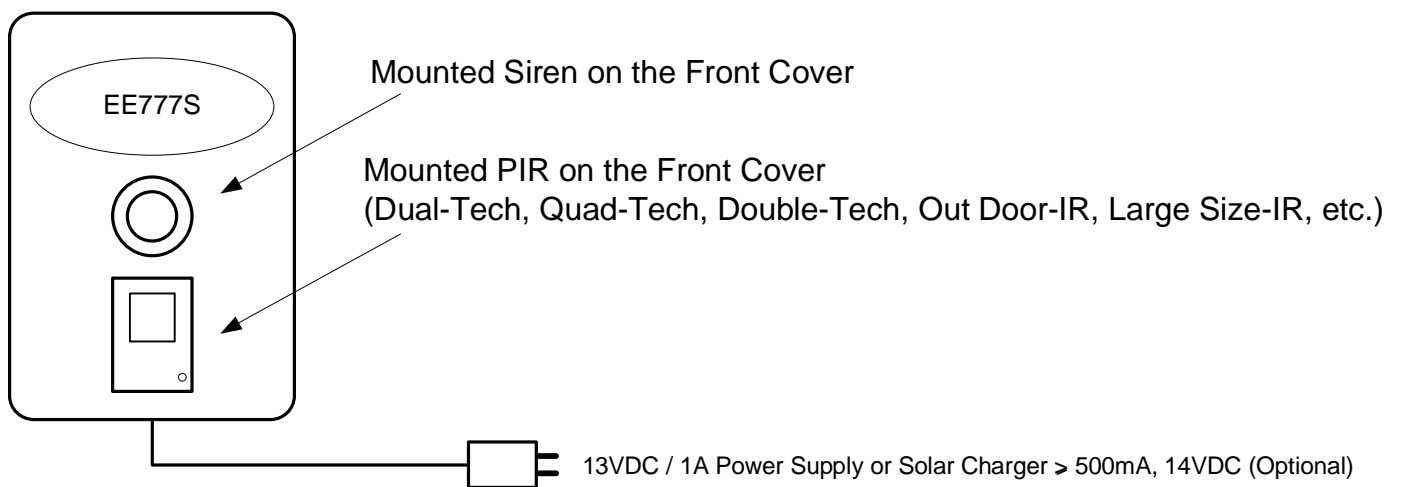 EE777S
Mounted Siren on the Front Cover
Mounted PIR on the Front Cover
(Dual-Tech, Quad-Tech, Double-Tech, Out Door-IR, Large Size-IR, etc.)
13VDC / 1A Power Supply or Solar Charger ⩾ 500mA, 14VDC (Optional)